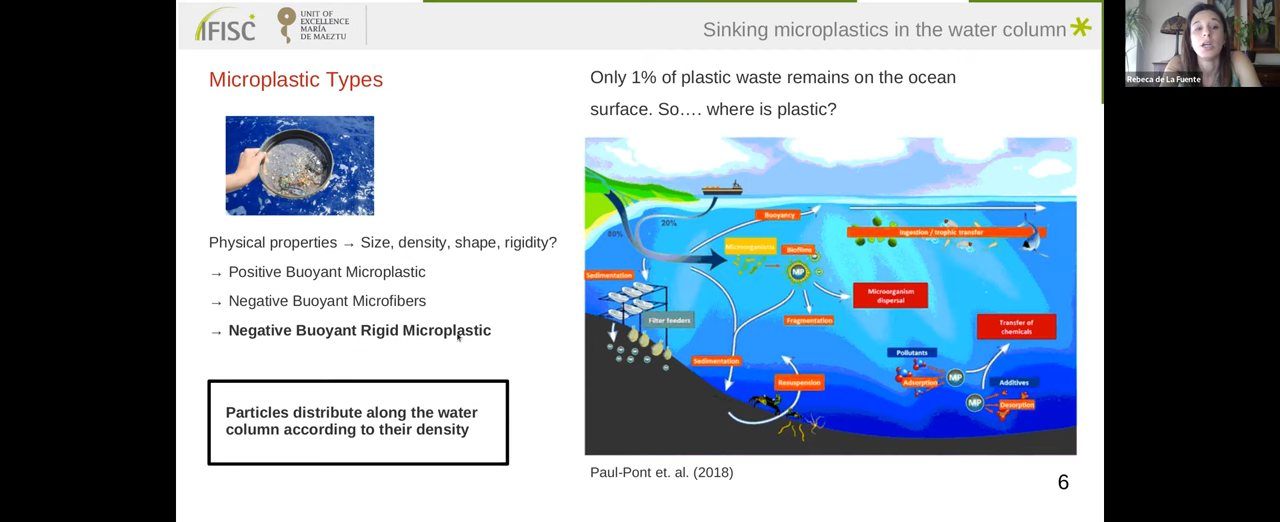 IFISC
UNIT OF
EXCELLENCE
MARÍA
DE MAEZTU
Sinking microplastics in the water column
Rebeca de La Fuente
Microplastic Types
Physical properties → Size, density, shape, rigidity?
→ Positive Buoyant Microplastic
→ Negative Buoyant Microfibers
→ Negative Buoyant Rigid Microplastic
Particles distribute along the water
column according to their density
Only 1% of plastic waste remains on the ocean
surface. So…. where is plastic?
80%
20%
Buoyancy
Ingestion / trophic transfer
Microorganisms
Biofilms
MP
Sedimentation
Microorganism
dispersal
Filter feeders
Fragmentation
Transfer of
chemicals
Sedimentation
Pollutants
Resuspension
Adsorption
MP
Additives
MP
Desorption
Paul-Pont et. al. (2018)
6